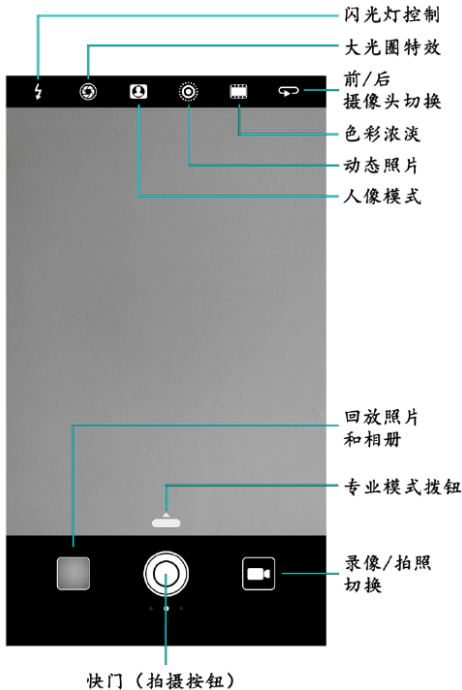 闪光灯控制
大光圈特效
前/后
摄像头切换
色彩浓淡
动态照片
人像模式
回放照片
和相册
专业模式拨钮
录像/拍照
切换
快门（拍摄按钮）